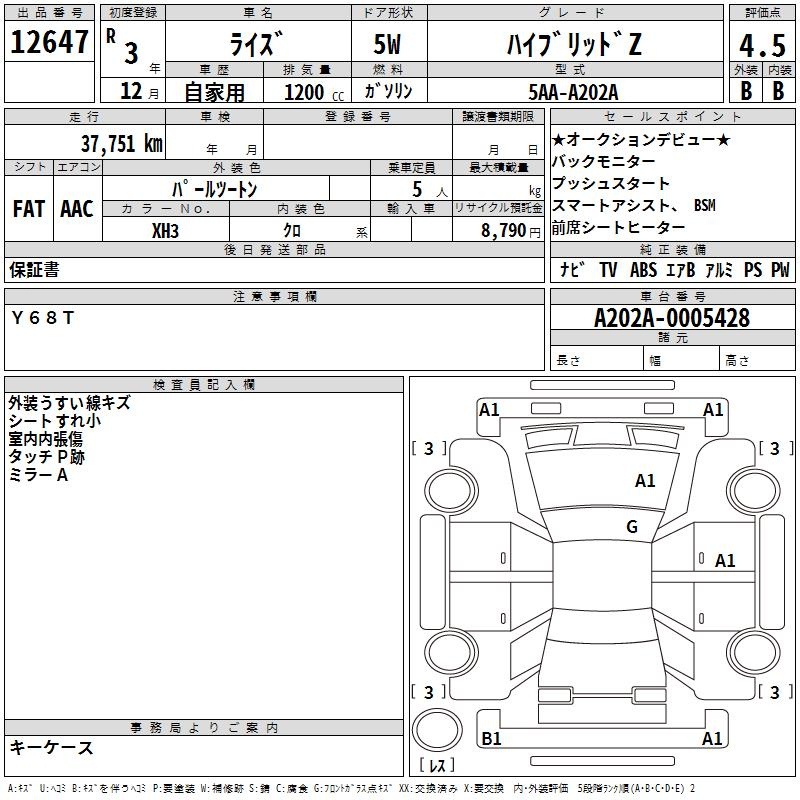 出品番号 初度登録 車名 ドア形状 グレード 評価点
12647 R 3 年 ﾗｲｽﾞ 5W ﾊｲﾌﾞﾘｯﾄﾞZ 4.5
車歴 排気量 燃料 型式 外装 内装
12 月 自家用 1200 CC ｶﾞｿﾘﾝ 5AA-A202A B B
走行 車検 登録番号 譲渡書類期限 セールスポイント
37,751 km 年 月 月 日
★オークションデビュー★
バックモニター
プッシュスタート
スマートアシスト、 BSM
前席シートヒーター
シフト エアコン 外装色 乗車定員 最大積載量
FAT AAC ﾊﾟｰﾙﾂｰﾄﾝ 5 人 kg
カラーNo. 内装色 輸入車 リサイクル預託金
XH3 ｸﾛ 系 8,790 円
後日発送部品 純正装備
保証書 ﾅﾋﾞ TV ABS ｴｱB ｱﾙﾐ PS PW
注意事項欄 車台番号
Y68T A202A-0005428
諸元
長さ 幅 高さ
検査員記入欄
外装うすい線キズ
シートすれ小
室内内張傷
タッチP跡
ミラーA
A1 A1
[ 3 ] [ 3 ]
A1
G
A1
[ 3 ] [ 3 ]
B1 A1
[ ﾚｽ ]
事務局よりご案内
キーケース
A:ｷｽﾞ U:ﾍｺﾐ B:ｷｽﾞを伴うﾍｺﾐ P:要塗装 W:補修跡 S:錆 C:腐食 G:ﾌﾛﾝﾄｶﾞﾗｽ点ｷｽﾞ XX:交換済み X:要交換 内･外装評価 5段階ﾗﾝｸ順(A･B･C･D･E) 2